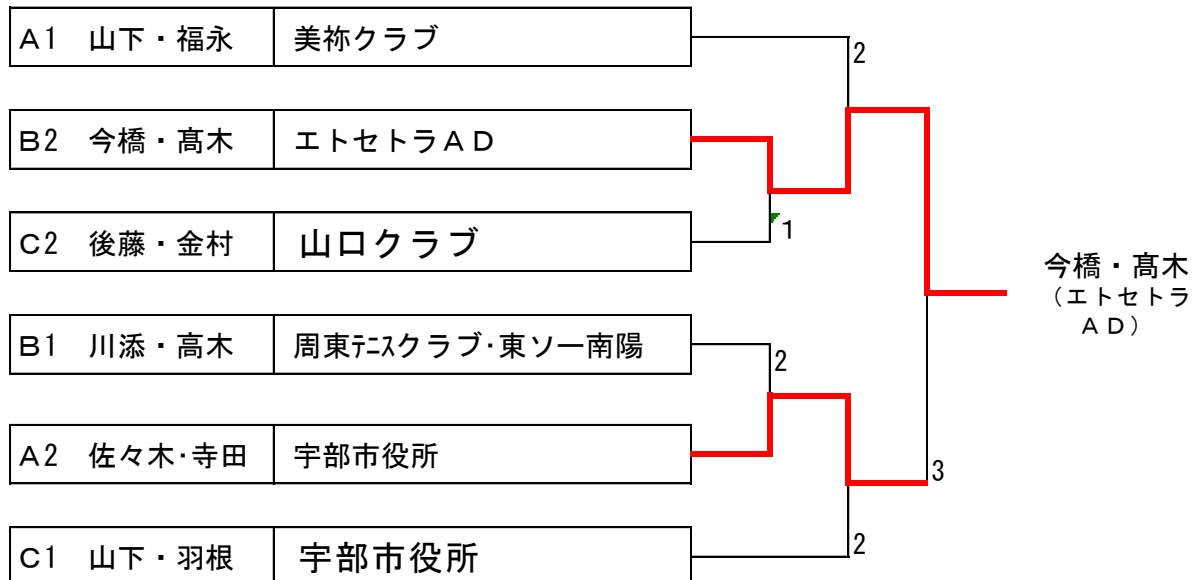 A1 山下・福永 美祢クラブ
2
B2 今橋・髙木 エトセトラAD
C2 後藤・金村 山口クラブ
1
今橋・髙木
（エトセトラ
AD）
B1 川添・高木 周東テニスクラブ・東ソー南陽
2
A2 佐々木・寺田 宇部市役所
3
C1 山下・羽根 宇部市役所
2